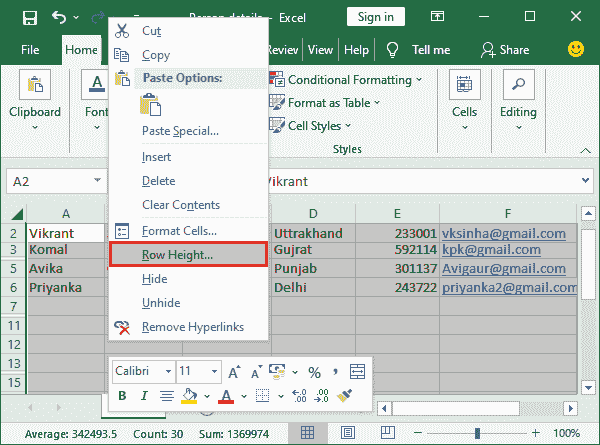 Person details - Excel
Sign in
File Home Review View Tell me Share
Cut
Copy
Paste Options:
Paste Special...
Insert
Delete
Clear Contents
Format Cells...
Row Height...
Hide
Unhide
Remove Hyperlinks
Clipboard
Font
Conditional Formatting
Format as Table
Cell Styles
Styles
Cells
Editing
A2 Vikrant
A D E F
2 Vikrant Uttrakhand 233001 vksinha@gmail.com
3 Komal Gujrat 592114 kpk@gmail.com
5 Avika Punjab 301137 Avigaur@gmail.com
6 Priyanka Delhi 243722 priyanka2@gmail.com
7
11
12
13
15
Calibri 11 A A % ,
B I A .00 .0
Average: 342493.5 Count: 30 Sum: 1369974 100%